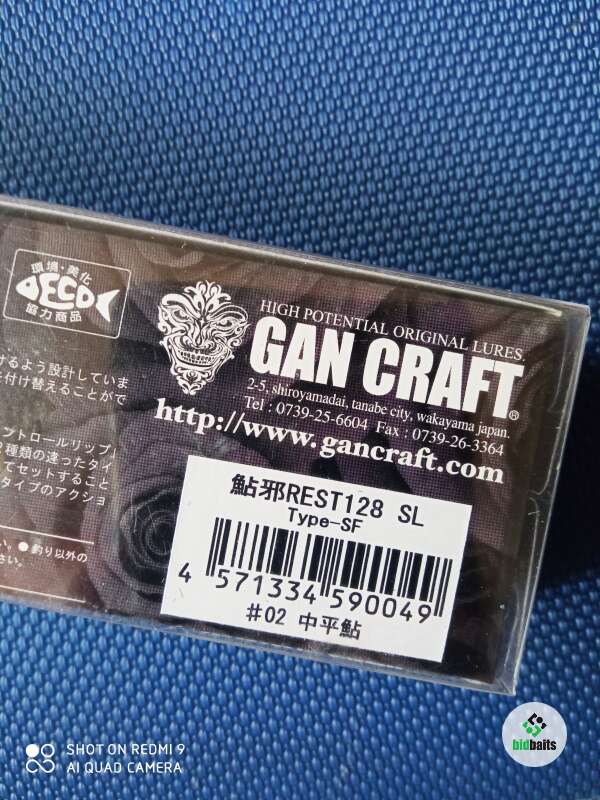 環境・美化
ECO
協力商品
HIGH POTENTIAL ORIGINAL LURES.
GAN CRAFT®
2-5, shiroyamadai, tanabe city, wakayama japan.
Tel : 0739-25-6604 Fax : 0739-26-3364
http://www.gancraft.com
けるよう設計していま
付け替えることがで
ントロールリップ」
種類の違ったタイ
てセットすること
タイプのアクショ
い。●釣り以外の
さい。
鮎邪REST128 SL
Type-SF
4 571334 590049
#02 中平鮎
SHOT ON REDMI 9
AI QUAD CAMERA
bidbaits